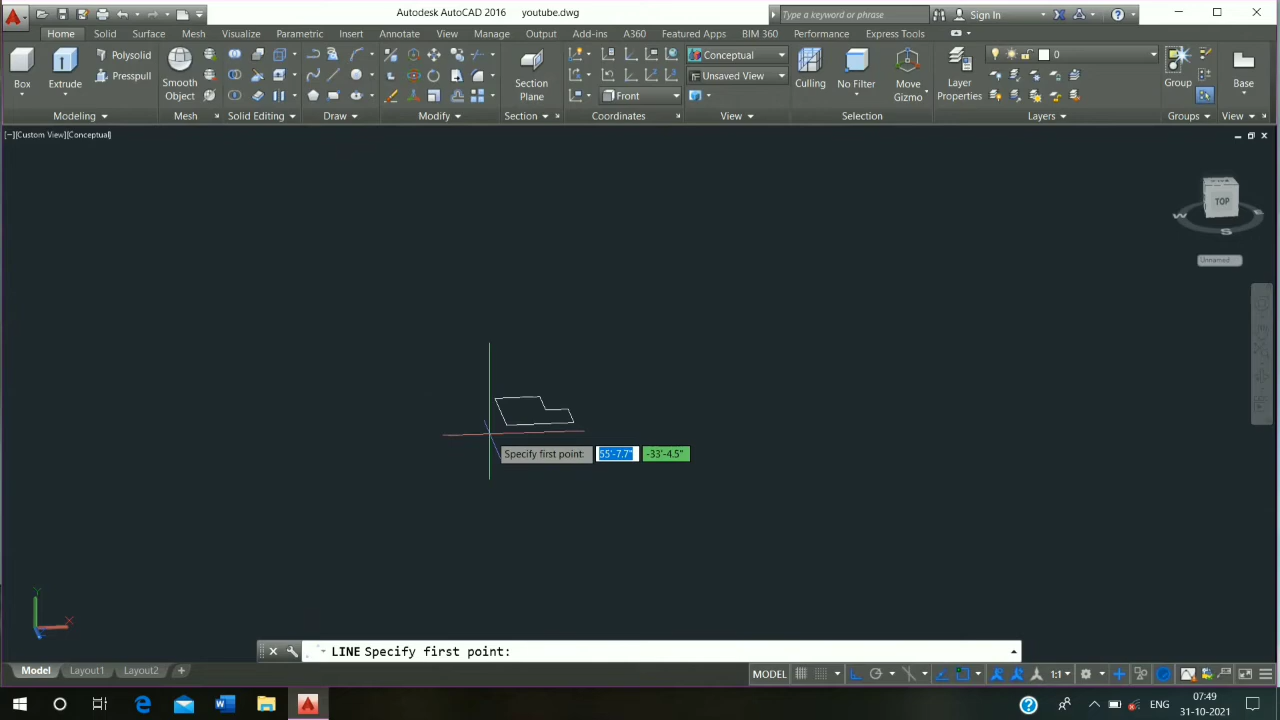 Autodesk AutoCAD 2016 youtube.dwg
Type a keyword or phrase
Sign In
Home Solid Surface Mesh Visualize Parametric Insert Annotate View Manage Output Add-ins A360 Featured Apps BIM 360 Performance Express Tools
Box
Extrude
Polysolid
Presspull
Smooth Object
Section Plane
Front
Conceptual
Unsaved View
Culling
No Filter
Move Gizmo
Layer Properties
0
Group
Base
Modeling Mesh Solid Editing Draw Modify Section Coordinates View Selection Layers Groups View
[−][Custom View][Conceptual]
TOP
W
S
E
Unnamed
Specify first point: 55'-7.7" -33'-4.5"
Y
X
LINE Specify first point:
Model Layout1 Layout2
MODEL
1:1
ENG
07:49
31-10-2021